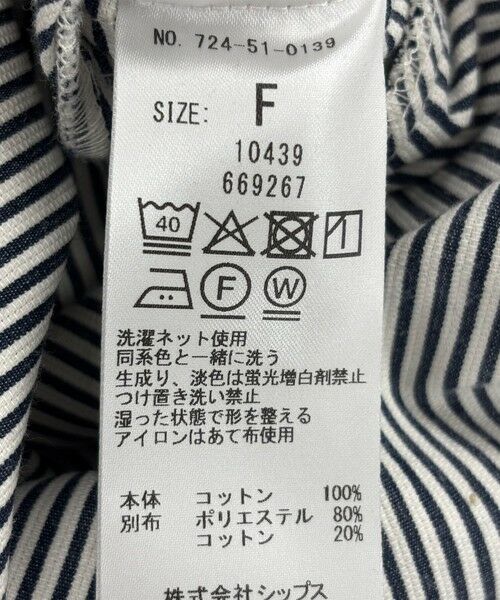 NO. 724-51-0139
SIZE: F
10439
669267
40
F W
洗濯ネット使用
同系色と一緒に洗う
生成り、淡色は蛍光増白剤禁止
つけ置き洗い禁止
湿った状態で形を整える
アイロンはあて布使用
本体 コットン 100%
別布 ポリエステル 80%
コットン 20%
株式会社シップス